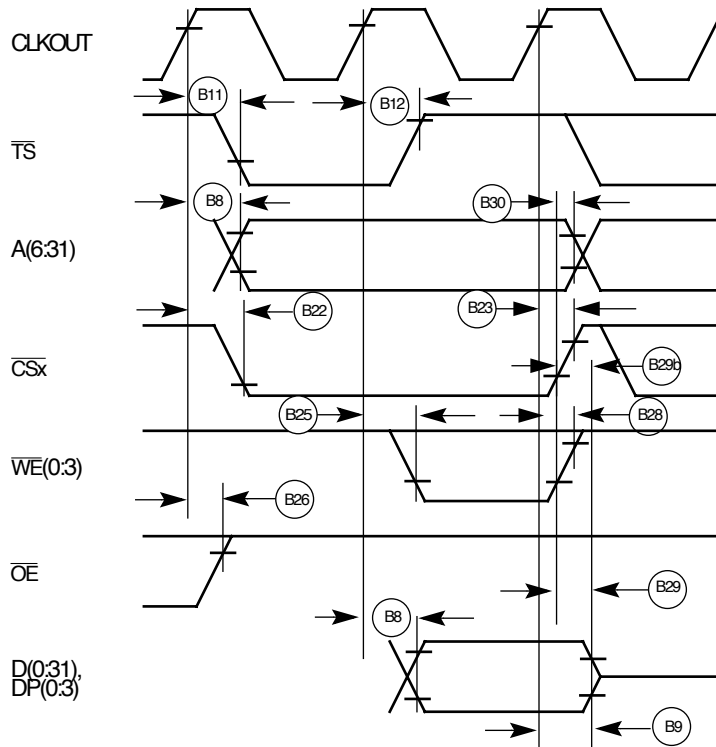 CLKOUT
B11
B12
TS
B8
B30
A(6:31)
B22
B23
CSx
B29b
B25
B28
WE(0:3)
B26
OE
B29
B8
D(0:31),
DP(0:3)
B9